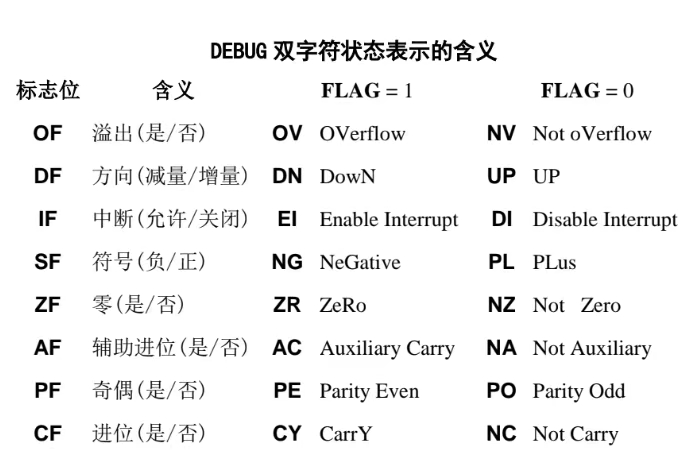 DEBUG 双字符状态表示的含义
标志位 含义 FLAG = 1 FLAG = 0
OF 溢出(是/否) OV OVerflow NV Not oVerflow
DF 方向(减量/增量) DN DowN UP UP
IF 中断(允许/关闭) EI Enable Interrupt DI Disable Interrupt
SF 符号(负/正) NG NeGative PL PLus
ZF 零(是/否) ZR ZeRo NZ Not Zero
AF 辅助进位(是/否) AC Auxiliary Carry NA Not Auxiliary
PF 奇偶(是/否) PE Parity Even PO Parity Odd
CF 进位(是/否) CY CarrY NC Not Carry